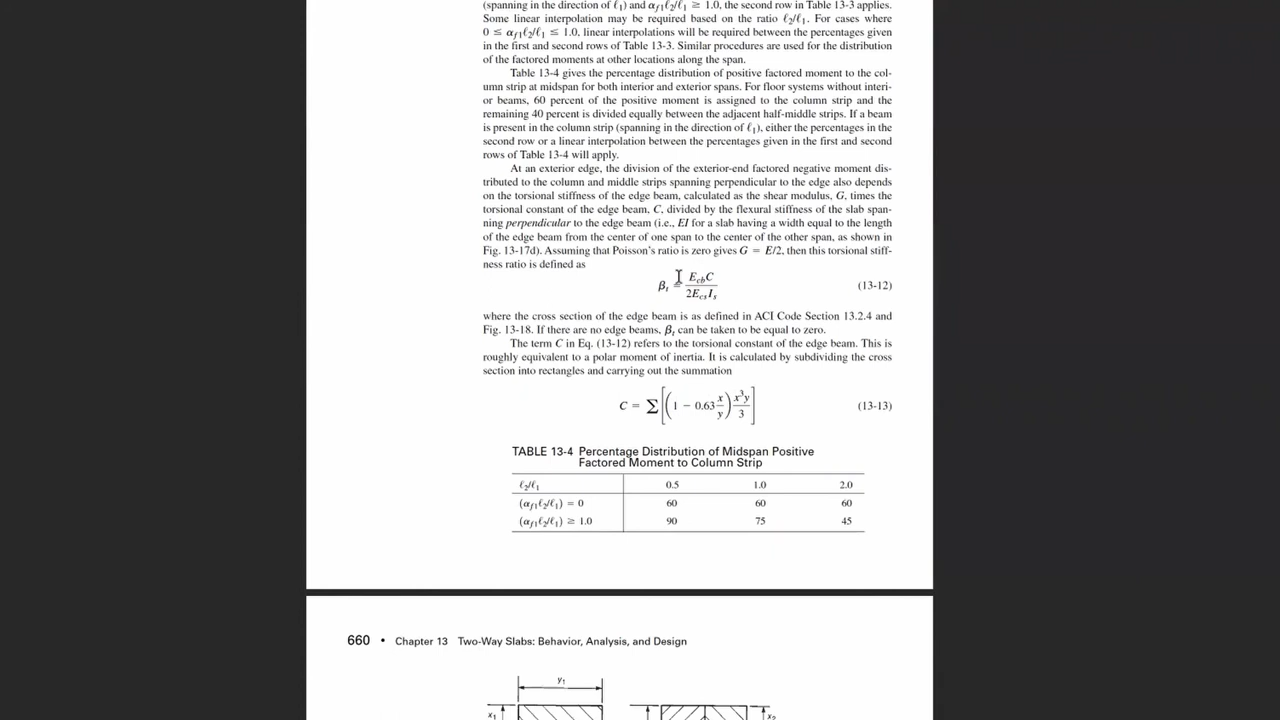 (spanning in the direction of ℓ₁) and αf1ℓ₂/ℓ₁ ≥ 1.0, the second row in Table 13-3 applies.
Some linear interpolation may be required based on the ratio ℓ₂/ℓ₁. For cases where
0 ≤ αf1ℓ₂/ℓ₁ ≤ 1.0, linear interpolations will be required between the percentages given
in the first and second rows of Table 13-3. Similar procedures are used for the distribution
of the factored moments at other locations along the span.
Table 13-4 gives the percentage distribution of positive factored moment to the col-
umn strip at midspan for both interior and exterior spans. For floor systems without interi-
or beams, 60 percent of the positive moment is assigned to the column strip and the
remaining 40 percent is divided equally between the adjacent half-middle strips. If a beam
is present in the column strip (spanning in the direction of ℓ₁), either the percentages in the
second row or a linear interpolation between the percentages given in the first and second
rows of Table 13-4 will apply.
At an exterior edge, the division of the exterior-end factored negative moment dis-
tributed to the column and middle strips spanning perpendicular to the edge also depends
on the torsional stiffness of the edge beam, calculated as the shear modulus, G, times the
torsional constant of the edge beam, C, divided by the flexural stiffness of the slab span-
ning perpendicular to the edge beam (i.e., EI for a slab having a width equal to the length
of the edge beam from the center of one span to the center of the other span, as shown in
Fig. 13-17d). Assuming that Poisson's ratio is zero gives G = E/2, then this torsional stiff-
ness ratio is defined as
βt = EcbC / 2EcsIs (13-12)
where the cross section of the edge beam is as defined in ACI Code Section 13.2.4 and
Fig. 13-18. If there are no edge beams, βt can be taken to be equal to zero.
The term C in Eq. (13-12) refers to the torsional constant of the edge beam. This is
roughly equivalent to a polar moment of inertia. It is calculated by subdividing the cross
section into rectangles and carrying out the summation
C = ∑[(1 − 0.63 x/y) x³y/3] (13-13)
TABLE 13-4 Percentage Distribution of Midspan Positive
Factored Moment to Column Strip
ℓ₂/ℓ₁ 0.5 1.0 2.0
(αf1ℓ₂/ℓ₁) = 0 60 60 60
(αf1ℓ₂/ℓ₁) ≥ 1.0 90 75 45
660 • Chapter 13 Two-Way Slabs: Behavior, Analysis, and Design
y₁
x₁ x₂